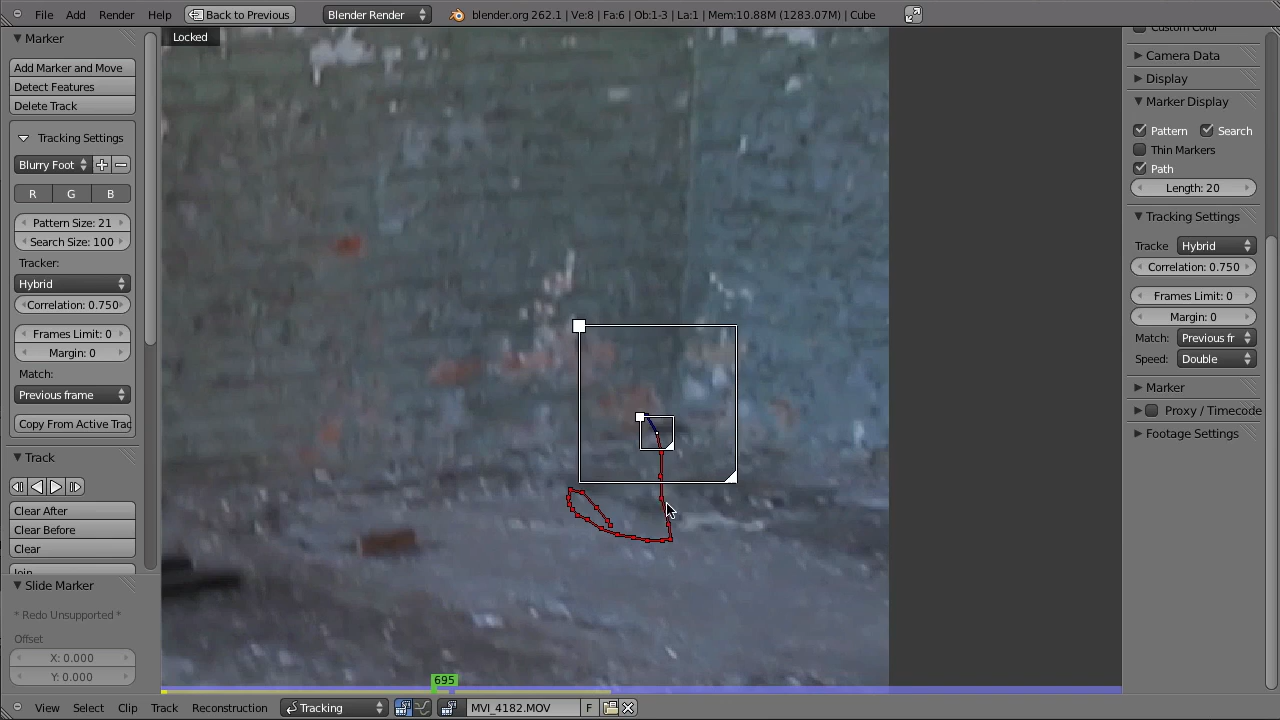 File Add Render Help Back to Previous Blender Render blender.org 262.1 | Ve:8 | Fa:6 | Ob:1-3 | La:1 | Mem:10.88M (1283.07M) | Cube
Marker
Add Marker and Move
Detect Features
Delete Track
Tracking Settings
Blurry Foot
R G B
Pattern Size: 21
Search Size: 100
Tracker:
Hybrid
Correlation: 0.750
Frames Limit: 0
Margin: 0
Match:
Previous frame
Copy From Active Trac
Track
Clear After
Clear Before
Clear
Join
Slide Marker
* Redo Unsupported *
Offset
X: 0.000
Y: 0.000
Locked
695
Custom Color
Camera Data
Display
Marker Display
Pattern Search
Thin Markers
Path
Length: 20
Tracking Settings
Tracke Hybrid
Correlation: 0.750
Frames Limit: 0
Margin: 0
Match: Previous fr
Speed: Double
Marker
Proxy / Timecode
Footage Settings
View Select Clip Track Reconstruction Tracking MVI_4182.MOV F